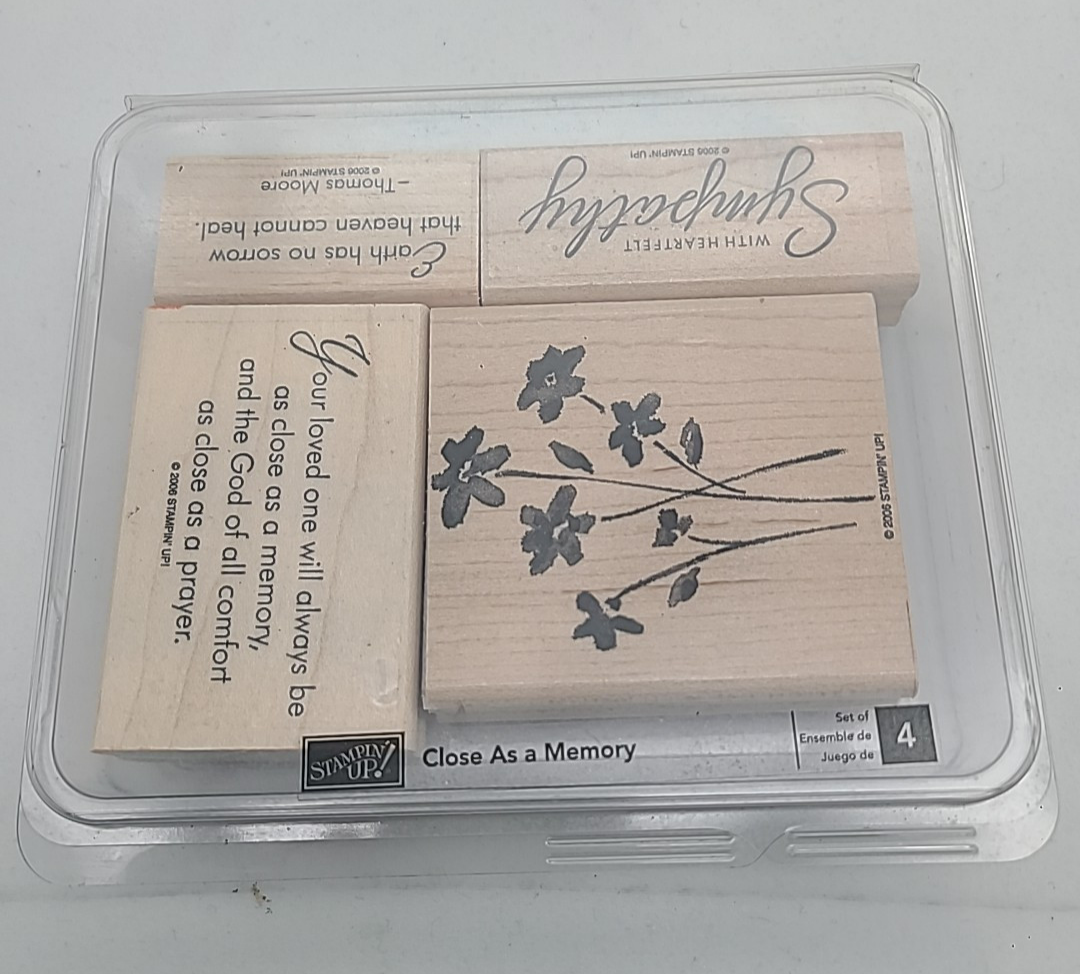 Earth has no sorrow
that heaven cannot heal.
–Thomas Moore
© 2006 STAMPIN' UP!
WITH HEARTFELT
Sympathy
© 2006 STAMPIN' UP!
Your loved one will always be
as close as a memory,
and the God of all comfort
as close as a prayer.
© 2006 STAMPIN' UP!
© 2006 STAMPIN' UP!
STAMPIN' UP!
Close As a Memory
Set of
Ensemble de
Juego de
4